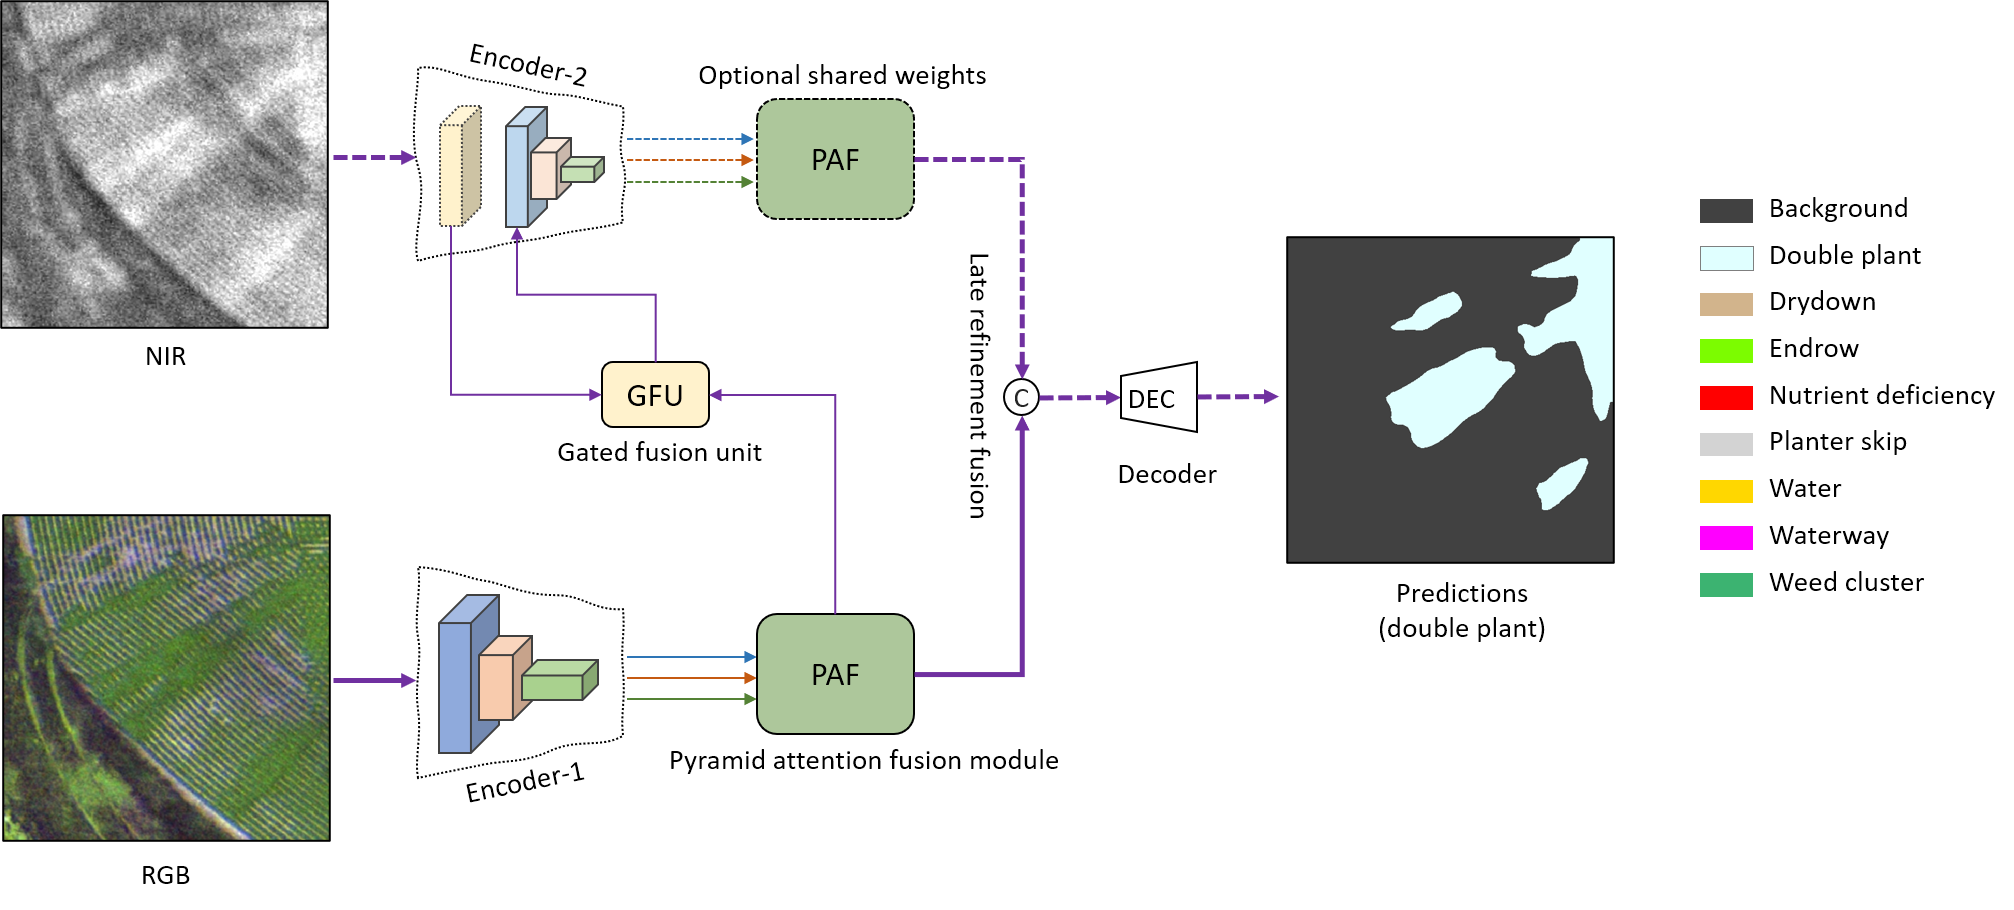 Encoder-2
Optional shared weights
PAF
NIR
GFU
Gated fusion unit
Late refinement fusion
C
DEC
Decoder
Encoder-1
PAF
Pyramid attention fusion module
RGB
Predictions
(double plant)
Background
Double plant
Drydown
Endrow
Nutrient deficiency
Planter skip
Water
Waterway
Weed cluster